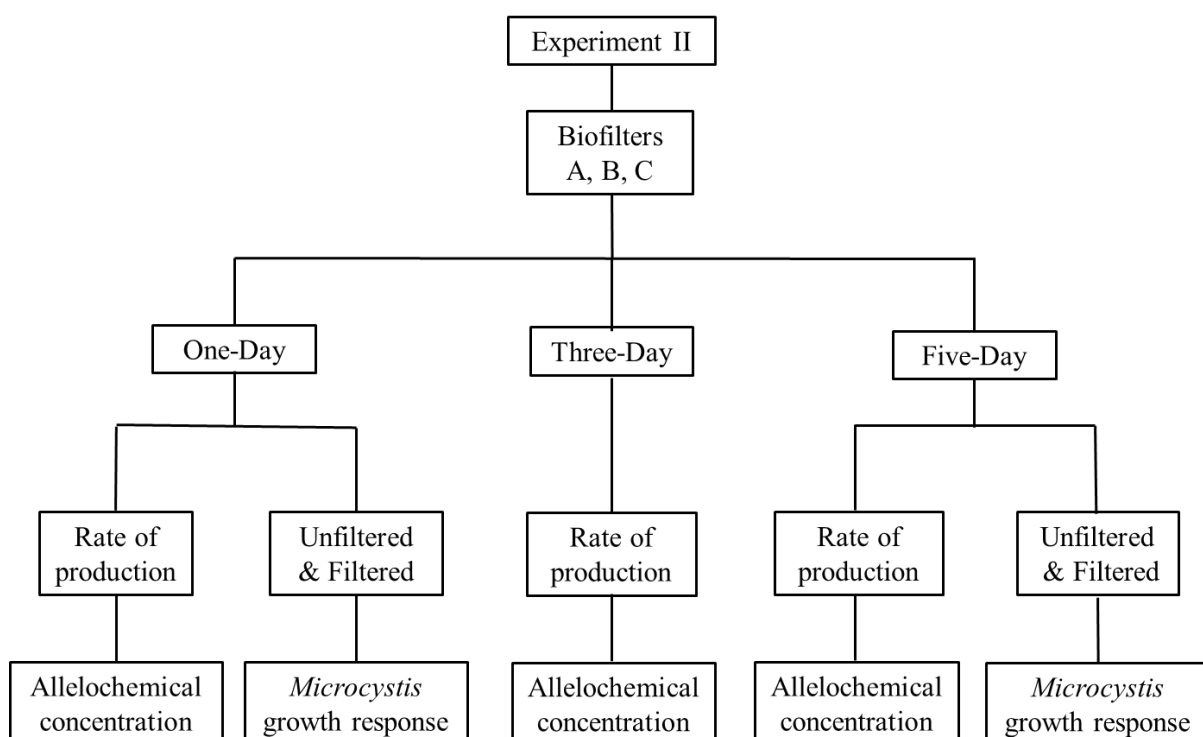 Experiment II
Biofilters
A, B, C
One-Day
Three-Day
Five-Day
Rate of
production
Unfiltered
& Filtered
Rate of
production
Rate of
production
Unfiltered
& Filtered
Allelochemical
concentration
Microcystis
growth response
Allelochemical
concentration
Allelochemical
concentration
Microcystis
growth response